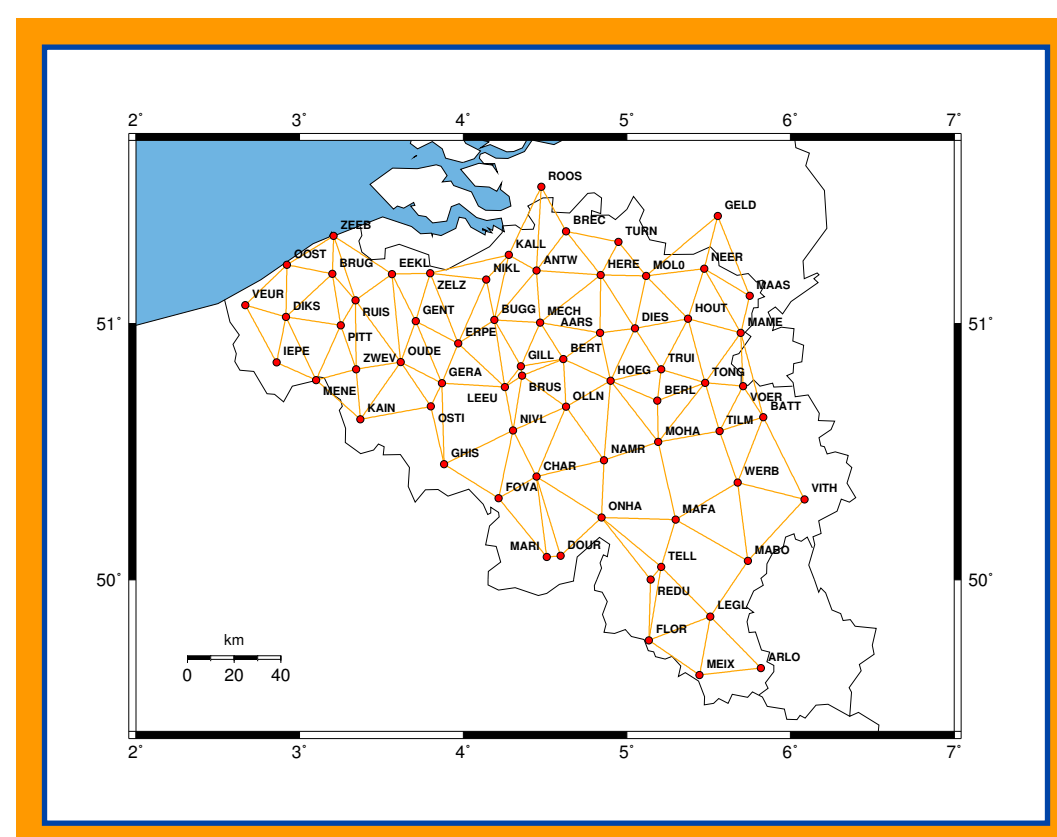 2˚ 3˚ 4˚ 5˚ 6˚ 7˚
ROOS
GELD
ZEEB
BREC
TURN
KALL
OOST
BRUG
EEKL
NIKL
ANTW
HERE
MOL0
NEER
ZELZ
MAAS
VEUR
DIKS
RUIS
GENT
BUGG
MECH
HOUT
AARS
DIES
MAME
51˚ 51˚
PITT
ERPE
IEPE
ZWEV
OUDE
GILL
BERT
TRUI
GERA
HOEG
TONG
MENE
LEEU
BRUS
OLLN
BERL
VOER
BATT
KAIN
OSTI
NIVL
TILM
MOHA
GHIS
NAMR
CHAR
WERB
FOVA
VITH
ONHA
MAFA
MARI
DOUR
TELL
MABO
50˚ 50˚
REDU
LEGL
FLOR
km
MEIX
ARLO
0 20 40
2˚ 3˚ 4˚ 5˚ 6˚ 7˚